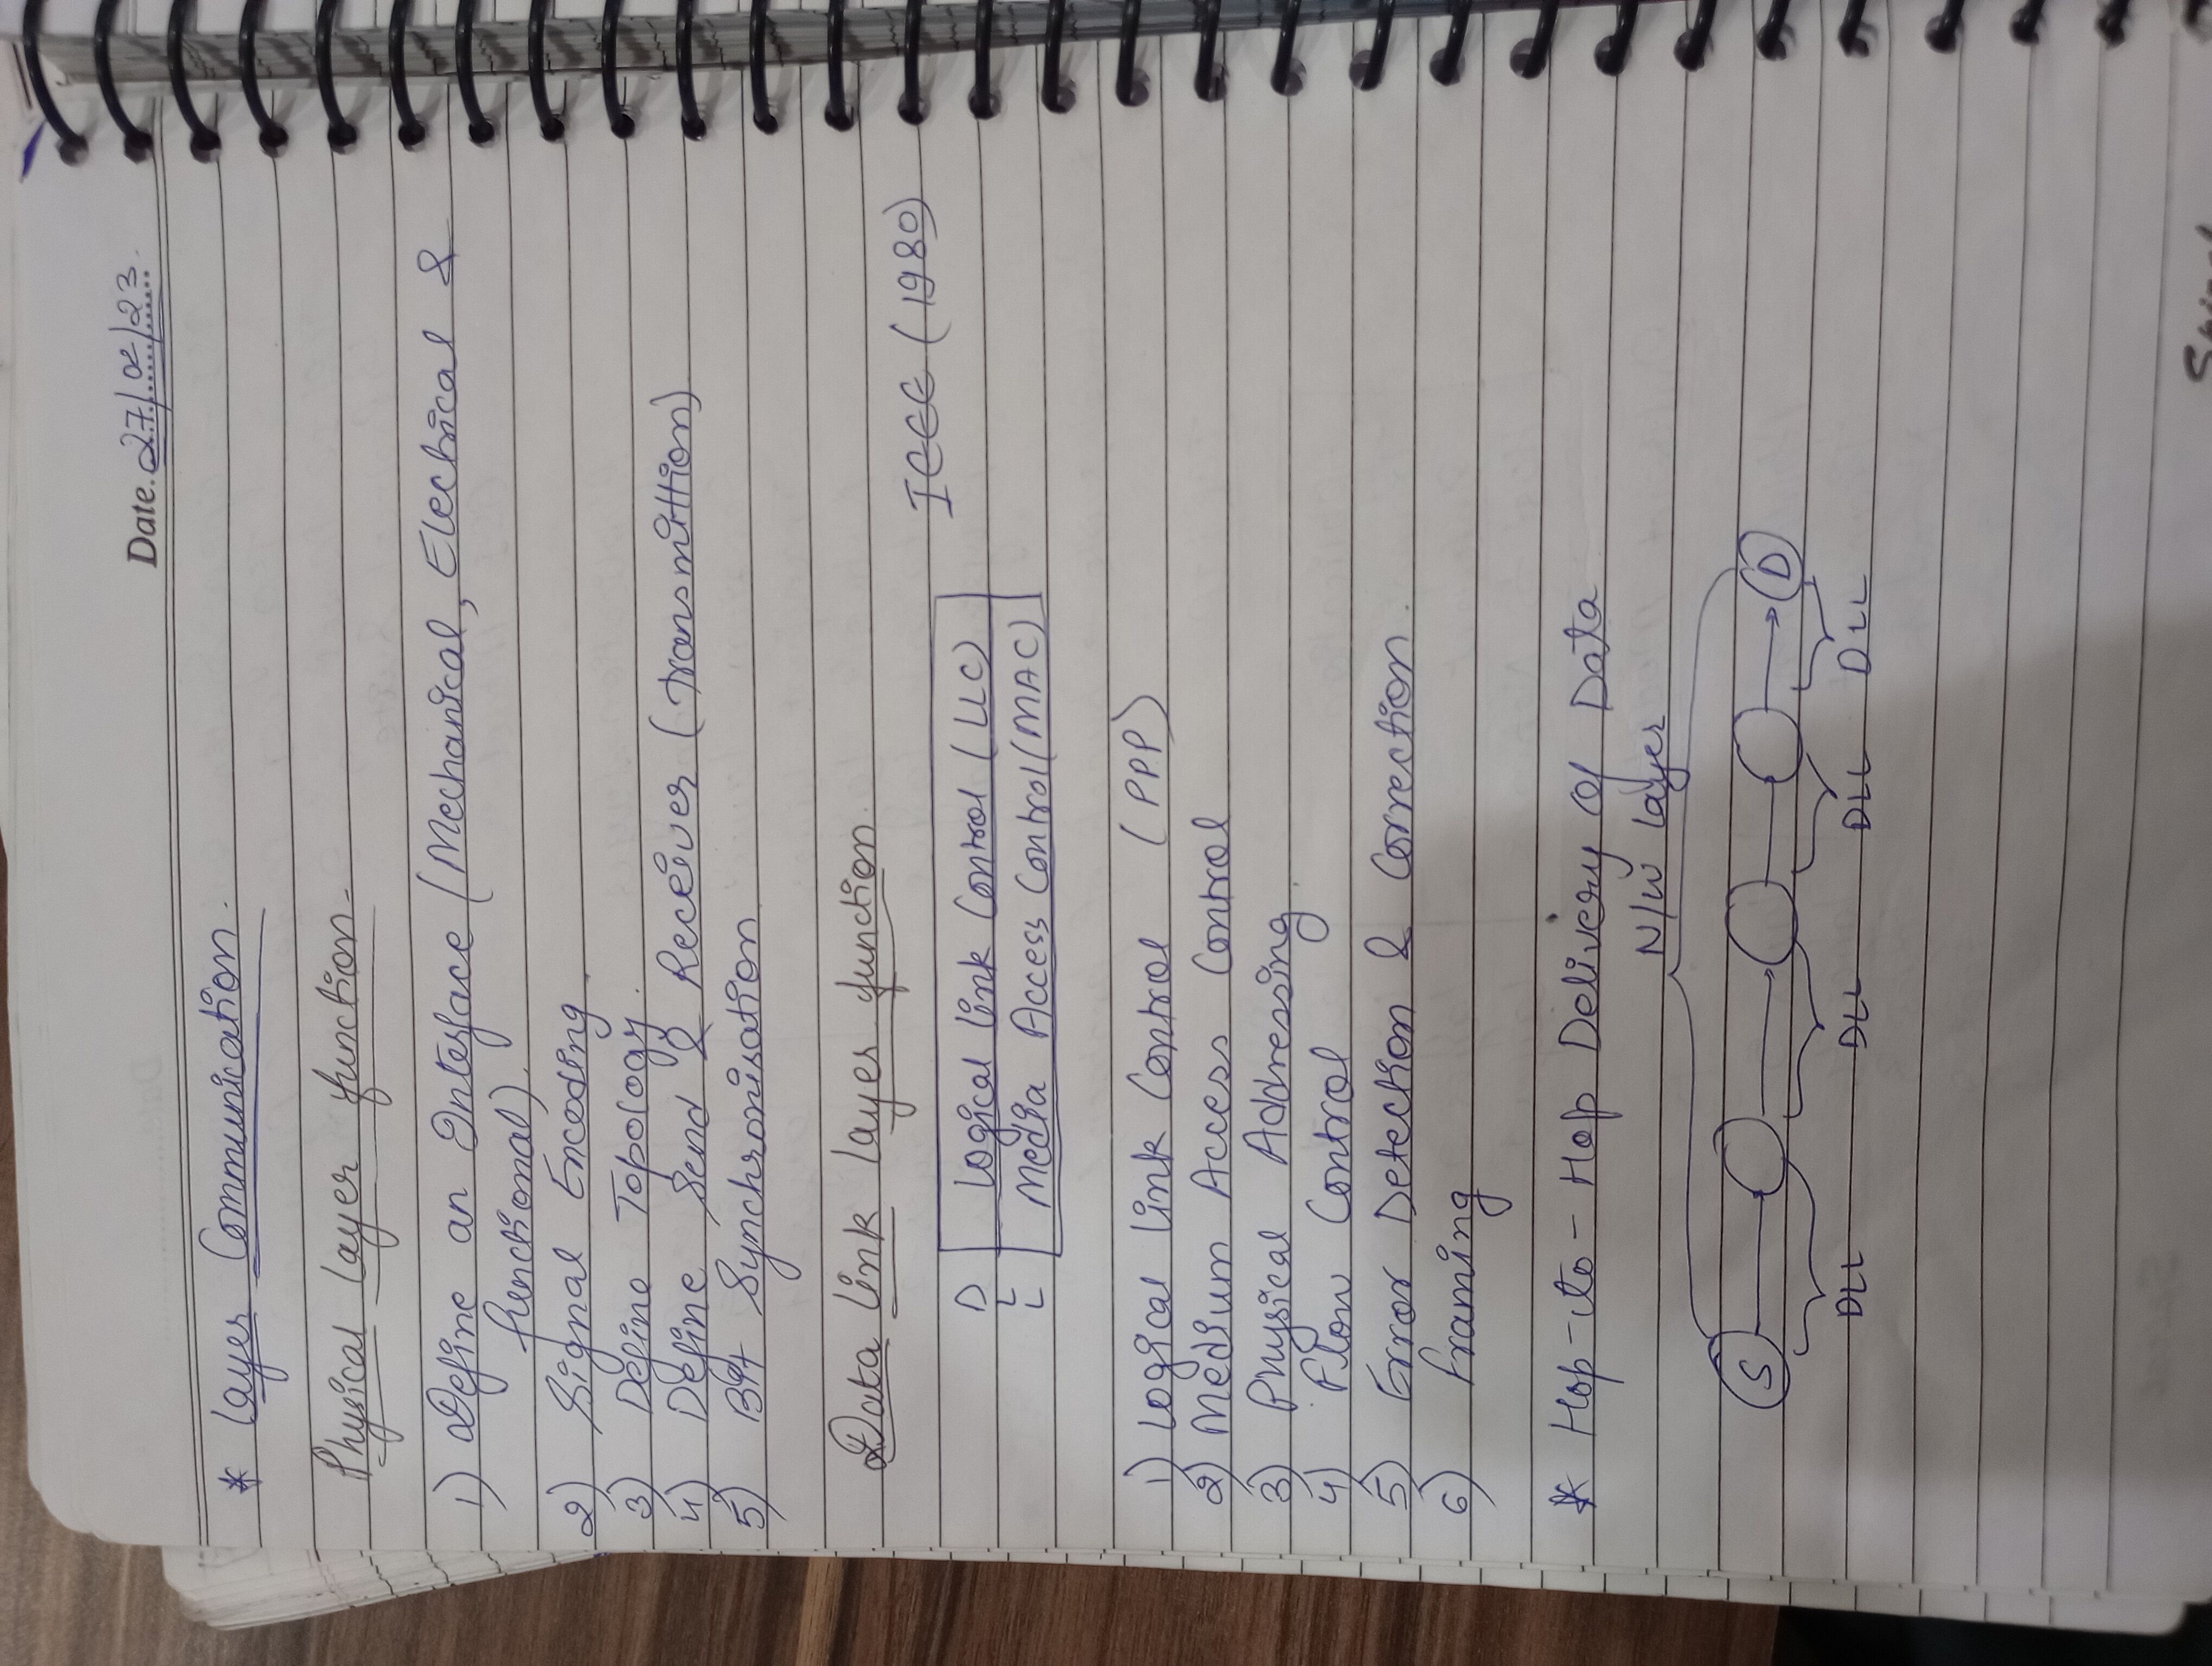 Date. 27/02/23
* Layer Communication.
Physical layer function-
1) Define an Interface (Mechanical, Electrical &
functional).
2) Signal Encoding.
3) Define Topology.
4) Define Send & Receiver (transmittion)
5) Bit Synchronisation
Data link layer function.
IEEE (1980)
D Logical link Control (LLC)
L
L Media Access Control (MAC)
1) Logical link Control (PPP)
2) Medium Access Control
3) Physical Addressing.
4) Flow Control
5) Error Detection & Correction.
6) framing
* Hop-to-Hop Delivery Of Data
N/W layer
S D
DLL DLL DLL DLL